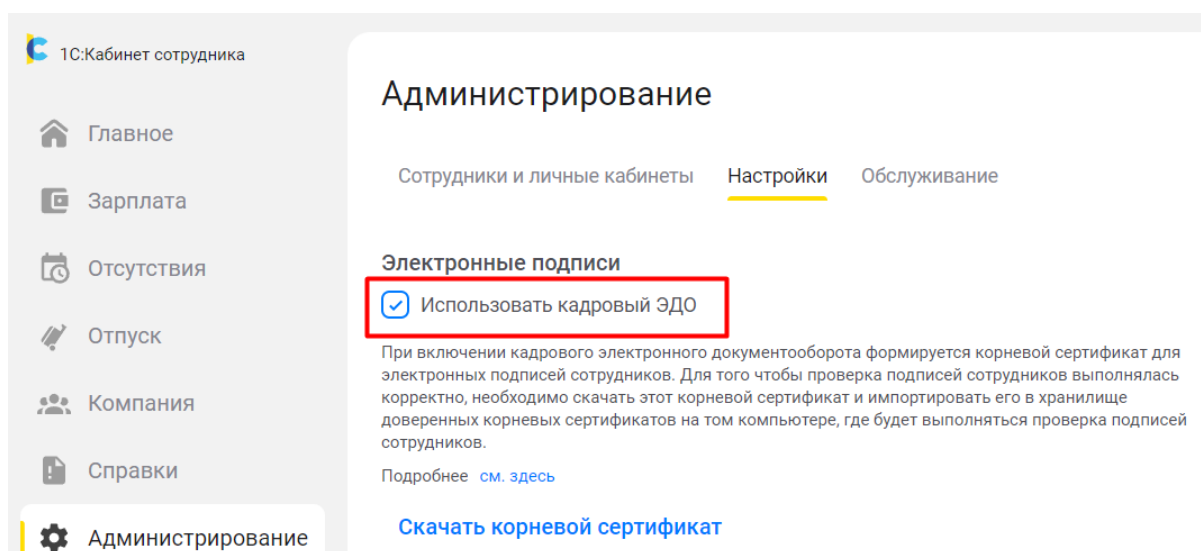 1С:Кабинет сотрудника
Главное
Зарплата
Отсутствия
Отпуск
Компания
Справки
Администрирование
Администрирование
Сотрудники и личные кабинеты
Настройки
Обслуживание
Электронные подписи
Использовать кадровый ЭДО
При включении кадрового электронного документооборота формируется корневой сертификат для
электронных подписей сотрудников. Для того чтобы проверка подписей сотрудников выполнялась
корректно, необходимо скачать этот корневой сертификат и импортировать его в хранилище
доверенных корневых сертификатов на том компьютере, где будет выполняться проверка подписей
сотрудников.
Подробнее см. здесь
Скачать корневой сертификат